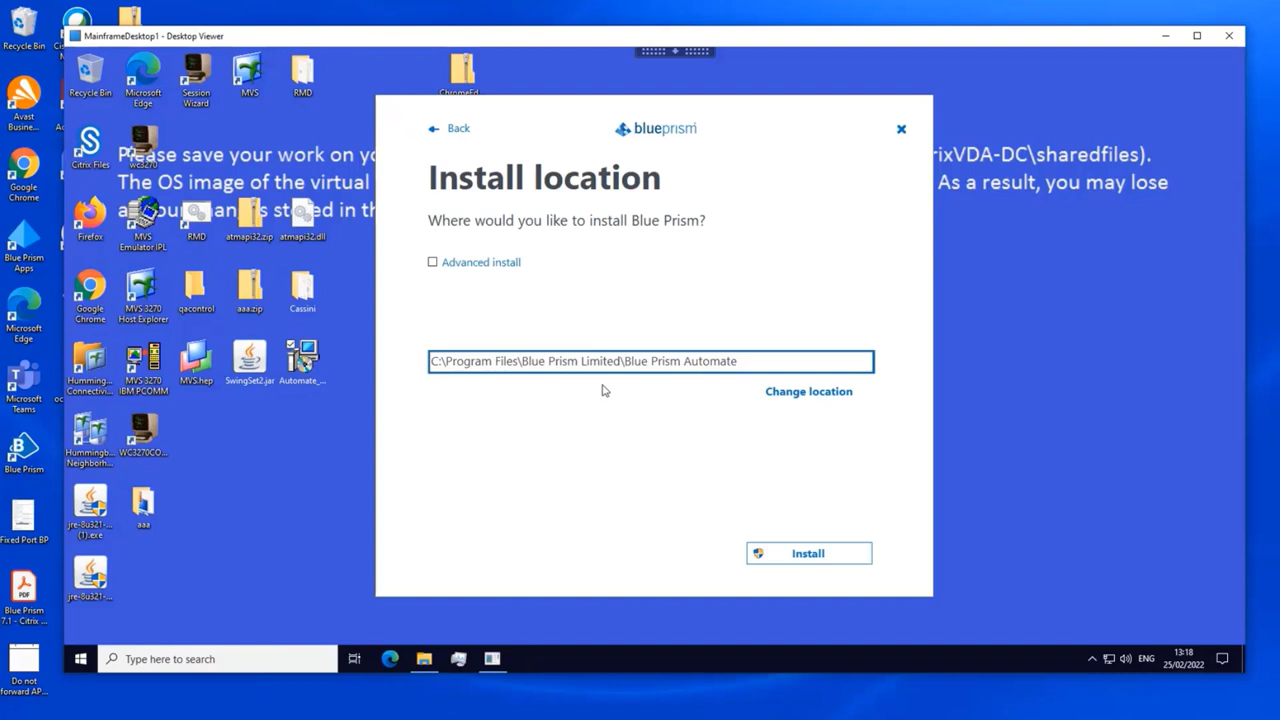 MainframeDesktop1 - Desktop Viewer
Recycle Bin
Avast
Busine...
Google
Chrome
Blue Prism
Apps
Microsoft
Edge
Microsoft
Teams
Blue Prism
Fixed Port BP
Blue Prism
7.1 - Citrix ...
Do not
forward AP...
Recycle Bin
Microsoft
Edge
Session
Wizard
MVS
RMD
ChromeEd...
Citrix Files
wc3270
Please save your work on yo
rixVDA-DC\sharedfiles).
The OS image of the virtual
As a result, you may lose
Firefox
MVS
Emulator.IPL
RMD
atmapi32.zip
atmapi32.dll
Google
Chrome
MVS 3270
Host Explorer
qacontrol
aaa.zip
Cassini
Humming...
Connectivi...
MVS 3270
IBM PCOMM
MVS.hep
SwingSet2.jar
Automate_...
Hummingb...
Neighborh...
WC3270CO...
jre-8u321-...
(1).exe
aaa
jre-8u321-...
Back
blueprism
Install location
Where would you like to install Blue Prism?
Advanced install
C:\Program Files\Blue Prism Limited\Blue Prism Automate
Change location
Install
Type here to search
ENG
13:18
25/02/2022